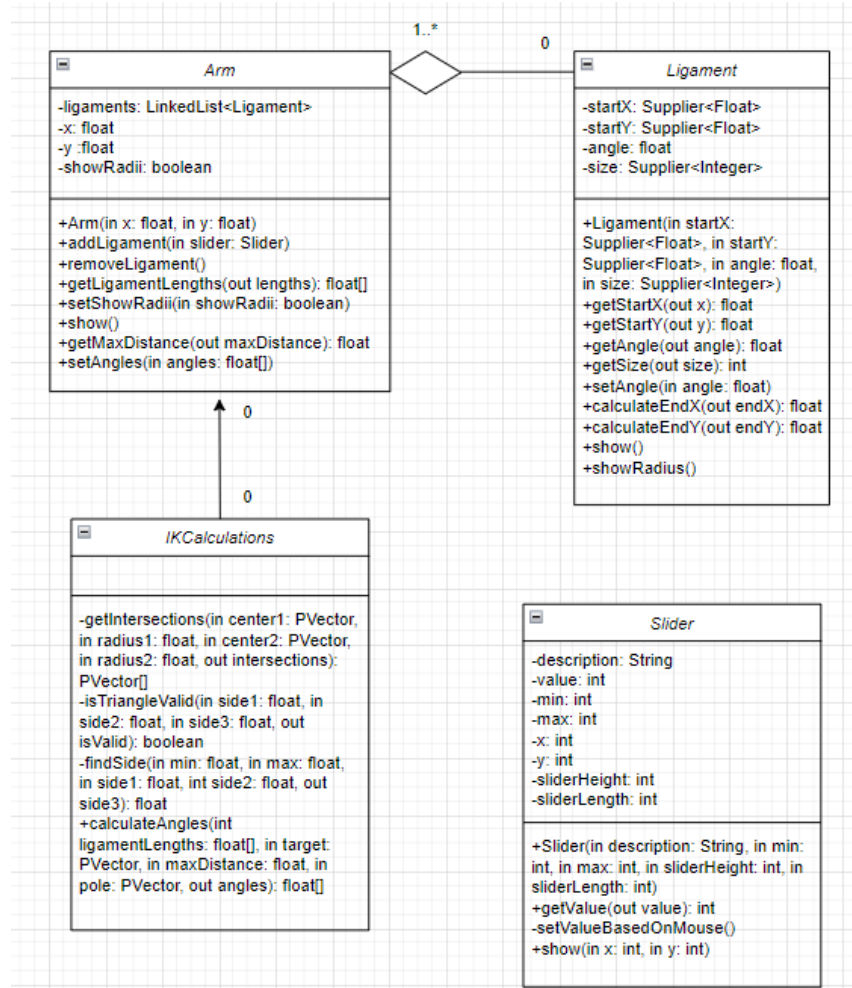 1..*
0
Arm
-ligaments: LinkedList<Ligament>
-x: float
-y :float
-showRadii: boolean
+Arm(in x: float, in y: float)
+addLigament(in slider: Slider)
+removeLigament()
+getLigamentLengths(out lengths): float[]
+setShowRadii(in showRadii: boolean)
+show()
+getMaxDistance(out maxDistance): float
+setAngles(in angles: float[])
Ligament
-startX: Supplier<Float>
-startY: Supplier<Float>
-angle: float
-size: Supplier<Integer>
+Ligament(in startX:
Supplier<Float>, in startY:
Supplier<Float>, in angle: float,
in size: Supplier<Integer>)
+getStartX(out x): float
+getStartY(out y): float
+getAngle(out angle): float
+getSize(out size): int
+setAngle(in angle: float)
+calculateEndX(out endX): float
+calculateEndY(out endY): float
+show()
+showRadius()
0
0
IKCalculations
-getIntersections(in center1: PVector,
in radius1: float, in center2: PVector,
in radius2: float, out intersections):
PVector[]
-isTriangleValid(in side1: float, in
side2: float, in side3: float, out
isValid): boolean
-findSide(in min: float, in max: float,
in side1: float, int side2: float, out
side3): float
+calculateAngles(int
ligamentLengths: float[], in target:
PVector, in maxDistance: float, in
pole: PVector, out angles): float[]
Slider
-description: String
-value: int
-min: int
-max: int
-x: int
-y: int
-sliderHeight: int
-sliderLength: int
+Slider(in description: String, in min:
int, in max: int, in sliderHeight: int, in
sliderLength: int)
+getValue(out value): int
-setValueBasedOnMouse()
+show(in x: int, in y: int)